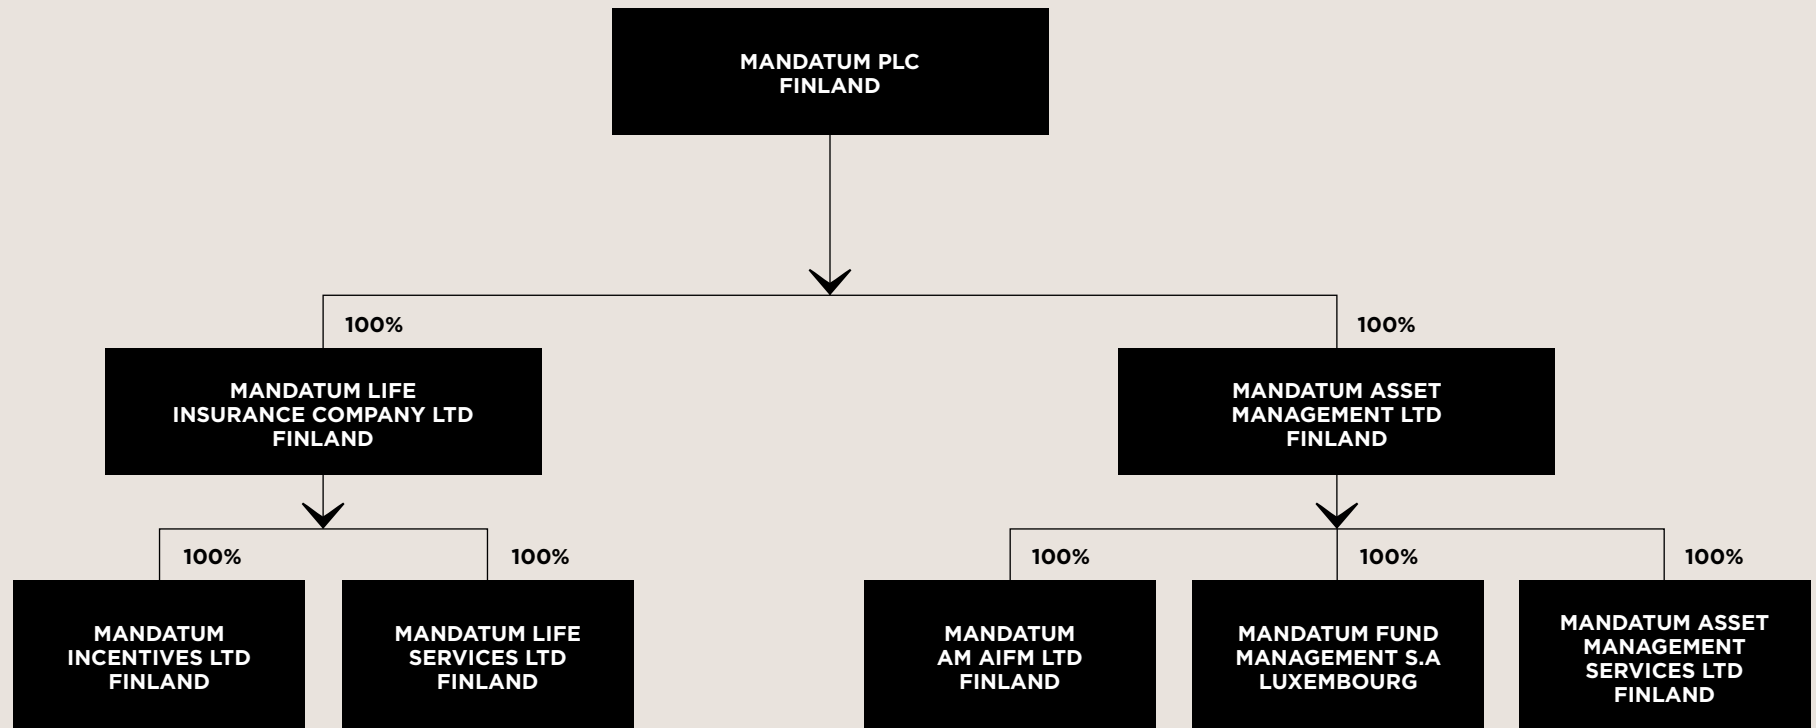 MANDATUM PLC
FINLAND
100%
100%
MANDATUM LIFE
INSURANCE COMPANY LTD
FINLAND
MANDATUM ASSET
MANAGEMENT LTD
FINLAND
100%
100%
100%
100%
100%
MANDATUM
INCENTIVES LTD
FINLAND
MANDATUM LIFE
SERVICES LTD
FINLAND
MANDATUM
AM AIFM LTD
FINLAND
MANDATUM FUND
MANAGEMENT S.A
LUXEMBOURG
MANDATUM ASSET
MANAGEMENT
SERVICES LTD
FINLAND